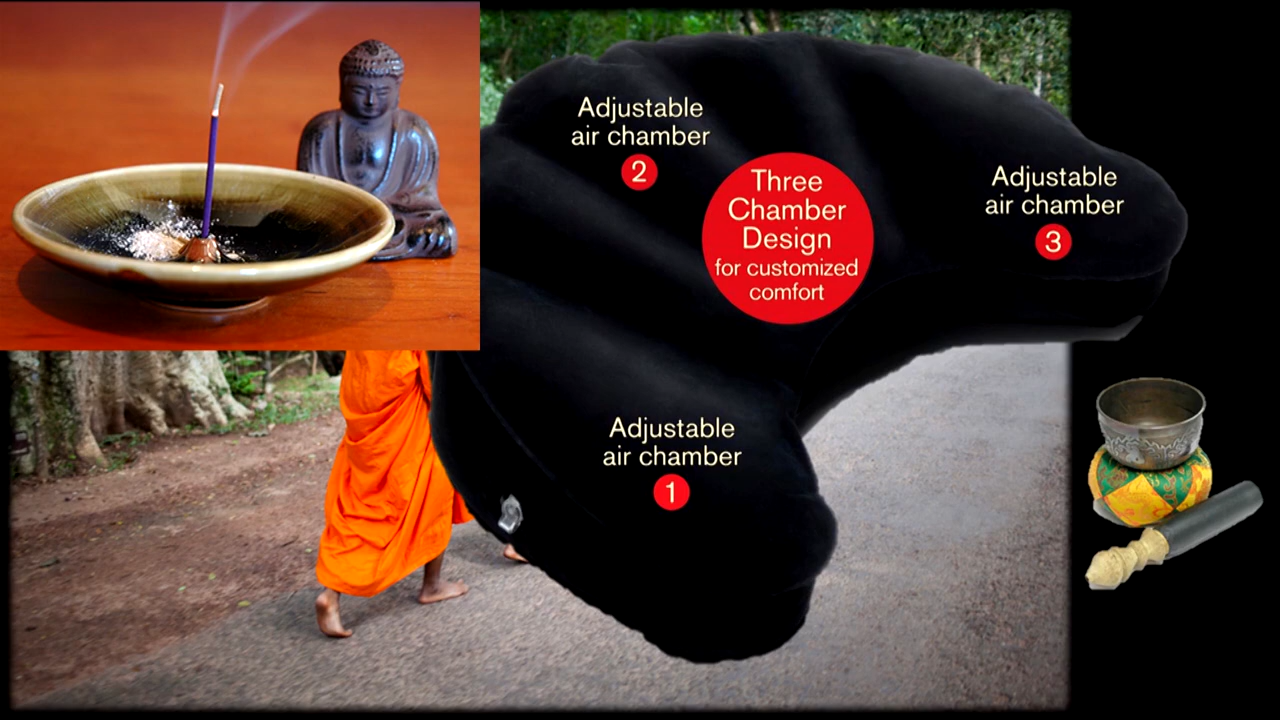 Adjustable
air chamber
2
Three
Chamber
Design
for customized
comfort
Adjustable
air chamber
3
Adjustable
air chamber
1